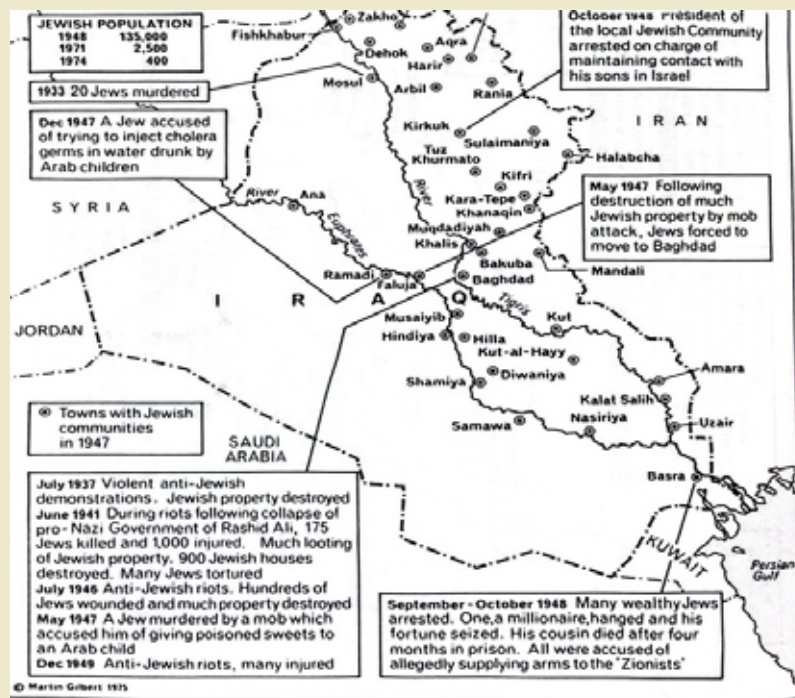 JEWISH POPULATION
1948 135,000
1971 2,500
1974 400
1933 20 Jews murdered
Dec 1947 A Jew accused
of trying to inject cholera
germs in water drunk by
Arab children
October 1948 President of
the local Jewish Community
arrested on charge of
maintaining contact with
his sons in Israel
May 1947 Following
destruction of much
Jewish property by mob
attack, Jews forced to
move to Baghdad
Zakho
Fishkhabur
Dehok
Aqra
Harir
Mosul
Arbil
Rania
Kirkuk
Sulaimaniya
Tuz
Khurmato
Halabcha
Kifri
Kara-Tepe
Khanaqin
Muqdadiyah
Khalis
Bakuba
Mandali
Baghdad
Ana
Ramadi
Faluja
Musaiyib
Hindiya
Hilla
Kut
Kut-al-Hayy
Diwaniya
Shamiya
Amara
Kalat Salih
Samawa
Nasiriya
Uzair
Basra
River
Euphrates
River
Tigris
IRAN
SYRIA
IRAQ
JORDAN
SAUDI
ARABIA
KUWAIT
Persian
Gulf
Towns with Jewish
communities
in 1947
July 1937 Violent anti-Jewish
demonstrations. Jewish property destroyed
June 1941 During riots following collapse of
pro-Nazi Government of Rashid Ali, 175
Jews killed and 1,000 injured. Much looting
of Jewish property. 900 Jewish houses
destroyed. Many Jews tortured
July 1946 Anti-Jewish riots. Hundreds of
Jews wounded and much property destroyed
May 1947 A Jew murdered by a mob which
accused him of giving poisoned sweets to
an Arab child
Dec 1949 Anti-Jewish riots, many injured
September - October 1948 Many wealthy Jews
arrested. One, a millionaire, hanged and his
fortune seized. His cousin died after four
months in prison. All were accused of
allegedly supplying arms to the "Zionists"
© Martin Gilbert 1975